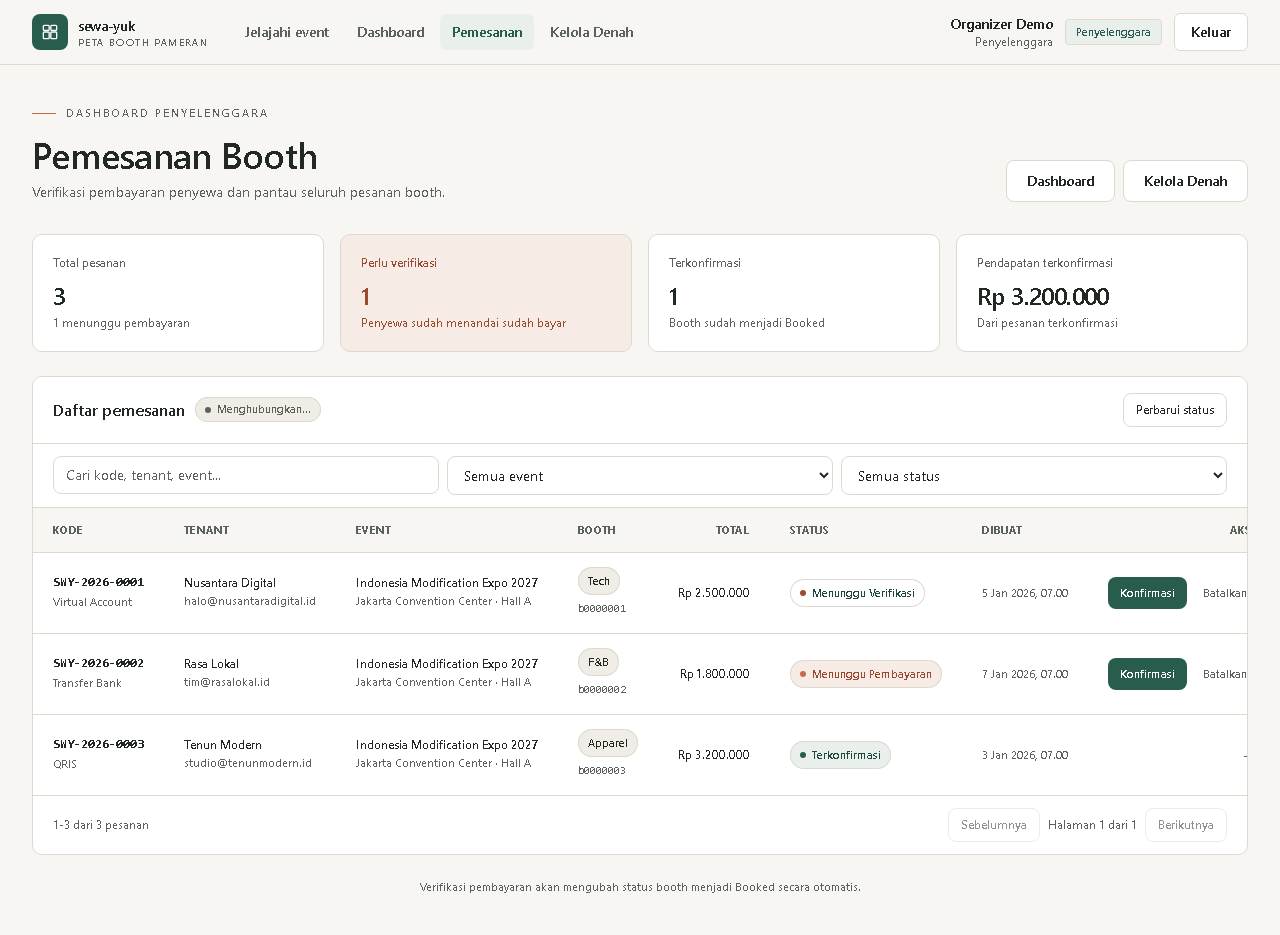 sewa-yuk
PETA BOOTH PAMERAN
Jelajahi event
Dashboard
Pemesanan
Kelola Denah
Organizer Demo
Penyelenggara
Penyelenggara
Keluar
DASHBOARD PENYELENGGARA
Pemesanan Booth
Verifikasi pembayaran penyewa dan pantau seluruh pesanan booth.
Dashboard
Kelola Denah
Total pesanan
3
1 menunggu pembayaran
Perlu verifikasi
1
Penyewa sudah menandai sudah bayar
Terkonfirmasi
1
Booth sudah menjadi Booked
Pendapatan terkonfirmasi
Rp 3.200.000
Dari pesanan terkonfirmasi
Daftar pemesanan
Menghubungkan...
Perbarui status
Cari kode, tenant, event...
Semua event
Semua status
KODE TENANT EVENT BOOTH TOTAL STATUS DIBUAT
SWY-2026-0001
Virtual Account
Nusantara Digital
halo@nusantaradigital.id
Indonesia Modification Expo 2027
Jakarta Convention Center · Hall A
Tech
b0000001
Rp 2.500.000
Menunggu Verifikasi
5 Jan 2026, 07.00
Konfirmasi
Batalkan
SWY-2026-0002
Transfer Bank
Rasa Lokal
tim@rasalokal.id
Indonesia Modification Expo 2027
Jakarta Convention Center · Hall A
F&B
b0000002
Rp 1.800.000
Menunggu Pembayaran
7 Jan 2026, 07.00
Konfirmasi
Batalkan
SWY-2026-0003
QRIS
Tenun Modern
studio@tenunmodern.id
Indonesia Modification Expo 2027
Jakarta Convention Center · Hall A
Apparel
b0000003
Rp 3.200.000
Terkonfirmasi
3 Jan 2026, 07.00
-
1-3 dari 3 pesanan
Sebelumnya
Halaman 1 dari 1
Berikutnya
Verifikasi pembayaran akan mengubah status booth menjadi Booked secara otomatis.